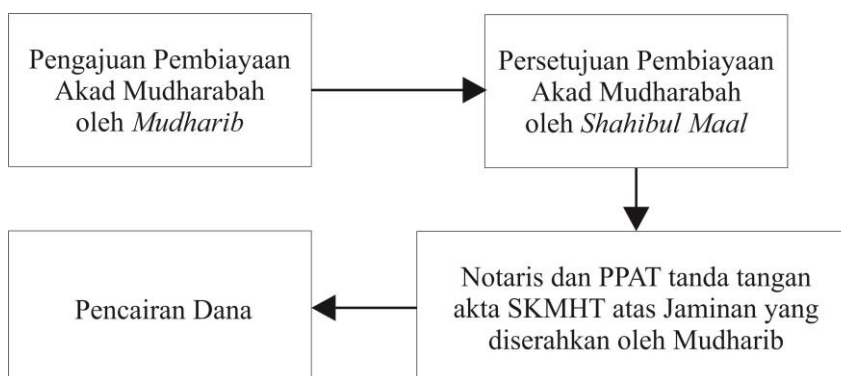 Pengajuan Pembiayaan
Akad Mudharabah
oleh Mudharib
Persetujuan Pembiayaan
Akad Mudharabah
oleh Shahibul Maal
Notaris dan PPAT tanda tangan
akta SKMHT atas Jaminan yang
diserahkan oleh Mudharib
Pencairan Dana